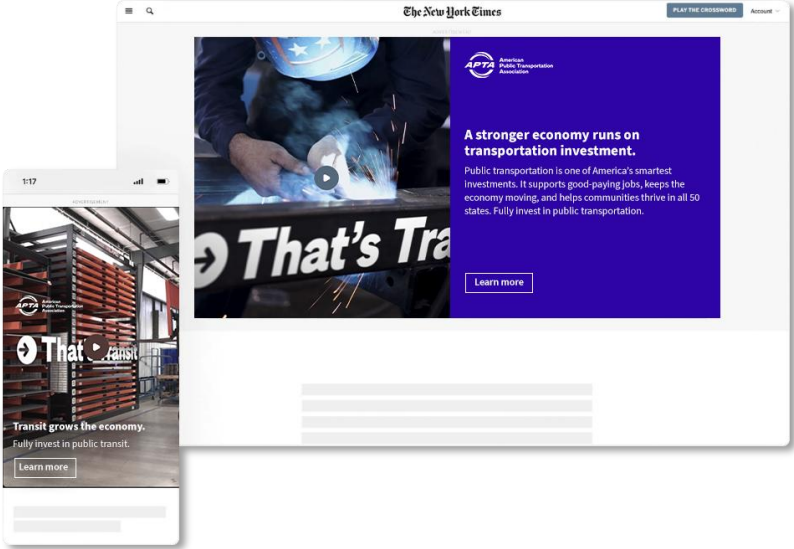 The New York Times
PLAY THE CROSSWORD
Account
ADVERTISEMENT
APTA
American
Public Transportation
Association
A stronger economy runs on
transportation investment.
Public transportation is one of America's smartest
investments. It supports good-paying jobs, keeps the
economy moving, and helps communities thrive in all 50
states. Fully invest in public transportation.
Learn more
That's Tra
1:17
ADVERTISEMENT
APTA
American
Public Transportation
Association
That's Transit
Transit grows the economy.
Fully invest in public transit.
Learn more